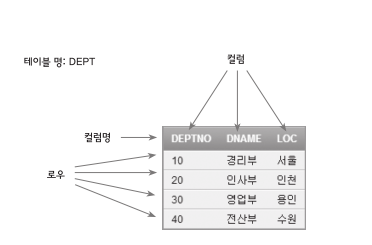 테이블 명: DEPT
컬럼
컬럼명
DEPTNO DNAME LOC
로우
10 경리부 서울
20 인사부 인천
30 영업부 용인
40 전산부 수원